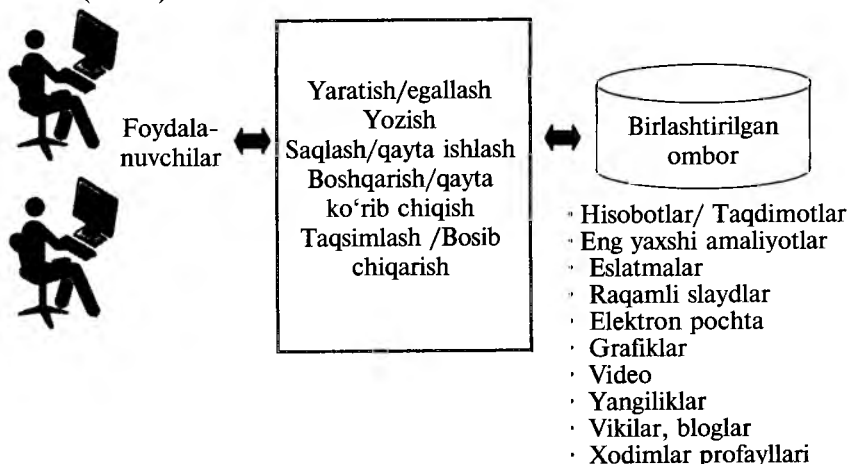 Foydala-
nuvchilar
Yaratish/egallash
Yozish
Saqlash/qayta ishlash
Boshqarish/qayta
ko‘rib chiqish
Taqsimlash /Bosib
chiqarish
Birlashtirilgan
ombor
· Hisobotlar/ Taqdimotlar
· Eng yaxshi amaliyotlar
· Eslatmalar
· Raqamli slaydlar
· Elektron pochta
· Grafiklar
· Video
· Yangiliklar
· Vikilar, bloglar
· Xodimlar profayllari